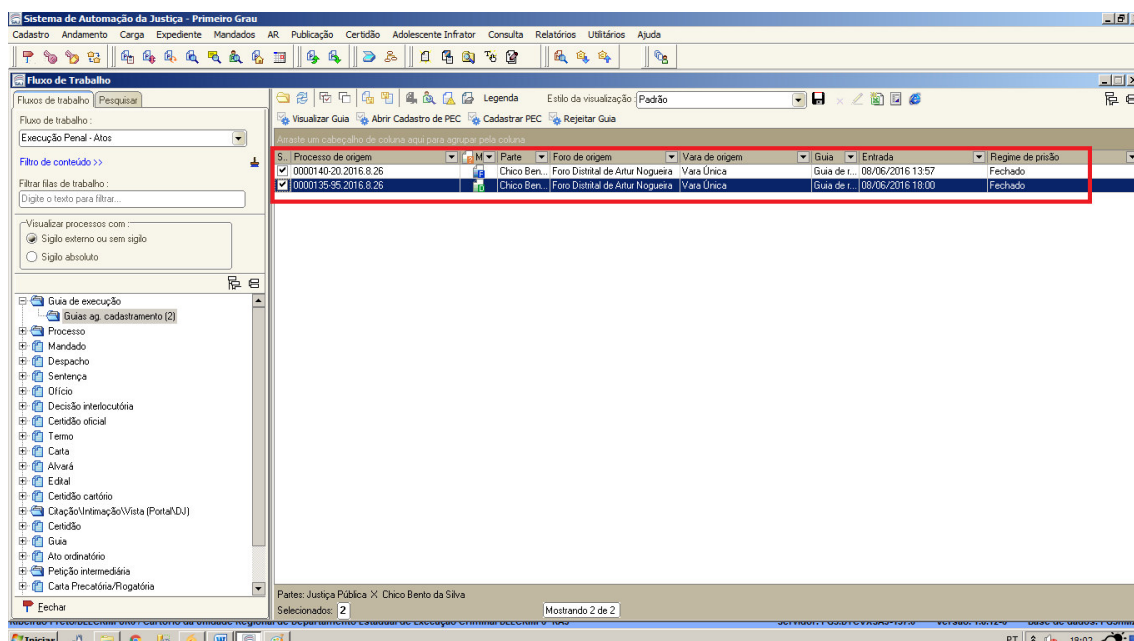 Sistema de Automação da Justiça - Primeiro Grau
Cadastro Andamento Carga Expediente Mandados AR Publicação Certidão Adolescente Infrator Consulta Relatórios Utilitários Ajuda
Fluxo de Trabalho
Fluxos de trabalho Pesquisar
Legenda Estilo da visualização : Padrão
Fluxo de trabalho :
Visualizar Guia Abrir Cadastro de PEC Cadastrar PEC Rejeitar Guia
Execução Penal - Atos
Arraste um cabeçalho de coluna aqui para agrupar pela coluna
Filtro de conteúdo >>
S.. Processo de origem M Parte Foro de origem Vara de origem Guia Entrada Regime de prisão
0000140-20.2016.8.26 Chico Ben... Foro Distrital de Artur Nogueira Vara Única Guia de r... 08/06/2016 13:57 Fechado
0000135-95.2016.8.26 Chico Ben... Foro Distrital de Artur Nogueira Vara Única Guia de r... 08/06/2016 18:00 Fechado
Filtrar filas de trabalho :
Digite o texto para filtrar...
Visualizar processos com :
Sigilo externo ou sem sigilo
Sigilo absoluto
Guia de execução
Guias ag. cadastramento (2)
Processo
Mandado
Despacho
Sentença
Ofício
Decisão interlocutória
Certidão oficial
Termo
Carta
Alvará
Edital
Certidão cartório
Citação\Intimação\Vista (Portal\DJ)
Certidão
Guia
Ato ordinatório
Petição intermediária
Carta Precatória/Rogatória
Partes: Justiça Pública X Chico Bento da Silva
Fechar
Selecionados: 2 Mostrando 2 de 2
Iniciar PT 18:02